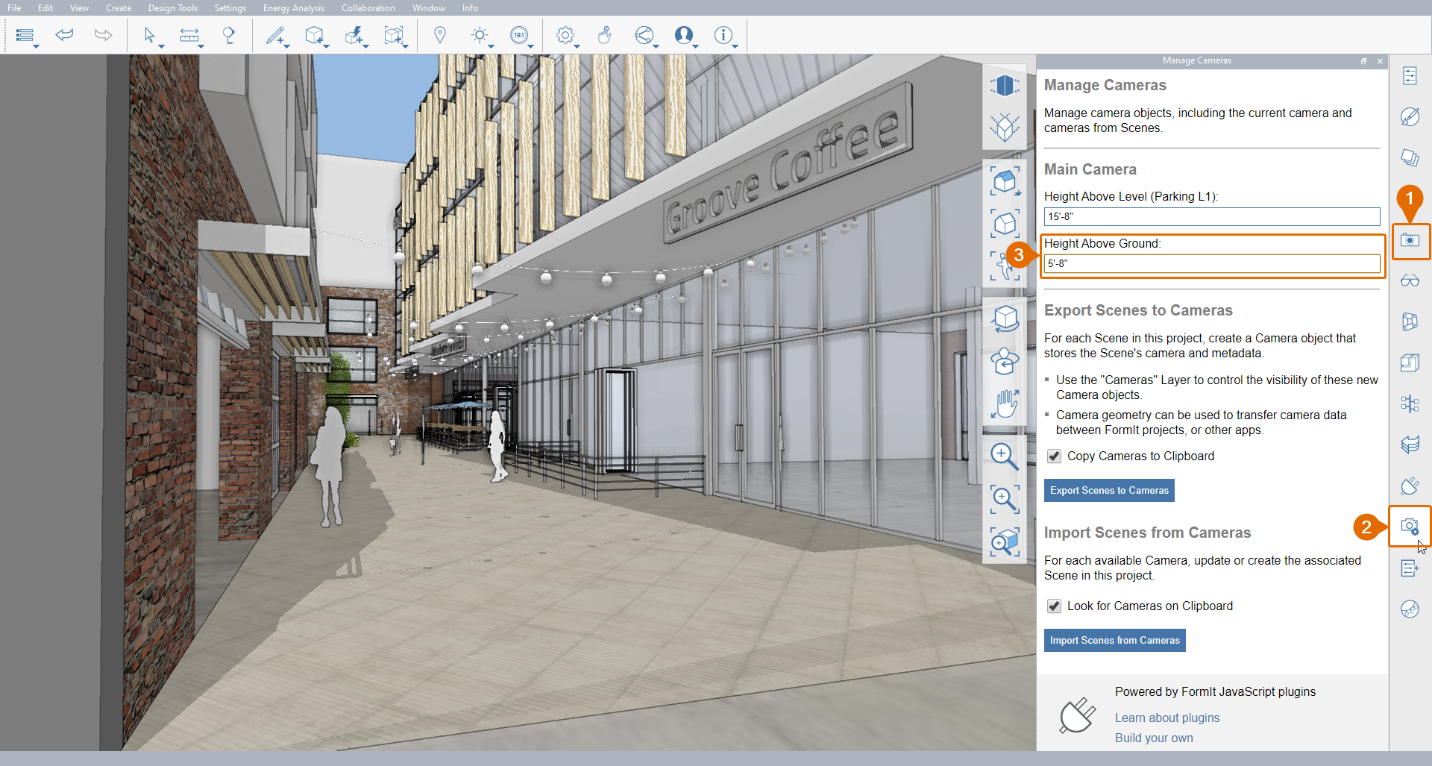 File Edit View Create Design Tools Settings Energy Analysis Collaboration Window Info
19.1
Manage Cameras
Manage Cameras
Manage camera objects, including the current camera and
cameras from Scenes.
Main Camera
Height Above Level (Parking L1):
15'-8"
Height Above Ground:
5'-8"
Export Scenes to Cameras
For each Scene in this project, create a Camera object that
stores the Scene's camera and metadata.
Use the "Cameras" Layer to control the visibility of these new
Camera objects.
Camera geometry can be used to transfer camera data
between FormIt projects, or other apps.
Copy Cameras to Clipboard
Export Scenes to Cameras
Import Scenes from Cameras
For each available Camera, update or create the associated
Scene in this project.
Look for Cameras on Clipboard
Import Scenes from Cameras
Powered by FormIt JavaScript plugins
Learn about plugins
Build your own
Groove Coffee
1
3
2